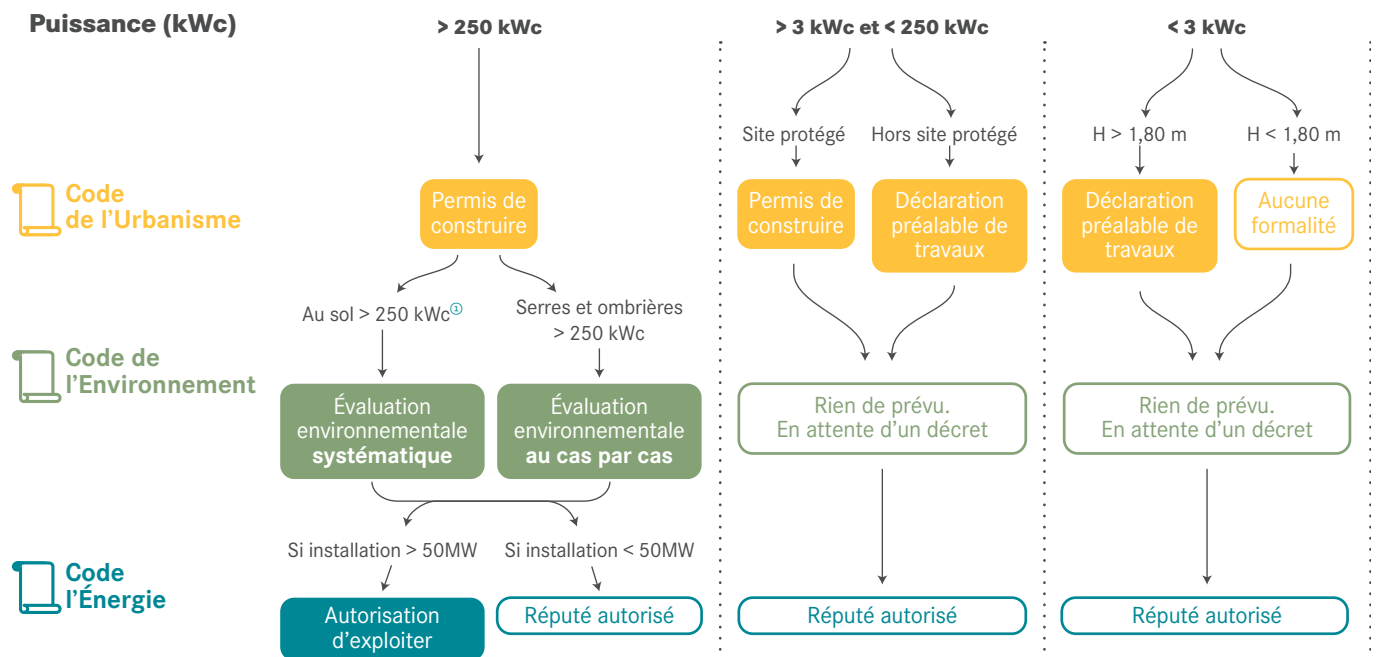 Puissance (kWc)
> 250 kWc
> 3 kWc et < 250 kWc
< 3 kWc
Site protégé
Hors site protégé
H > 1,80 m
H < 1,80 m
Code
de l'Urbanisme
Permis de
construire
Permis de
construire
Déclaration
préalable de
travaux
Déclaration
préalable de
travaux
Aucune
formalité
Au sol > 250 kWc①
Serres et ombrières
> 250 kWc
Code de
l'Environnement
Évaluation
environnementale
systématique
Évaluation
environnementale
au cas par cas
Rien de prévu.
En attente d'un décret
Rien de prévu.
En attente d'un décret
Si installation > 50MW
Si installation < 50MW
Code
l'Énergie
Autorisation
d'exploiter
Réputé autorisé
Réputé autorisé
Réputé autorisé